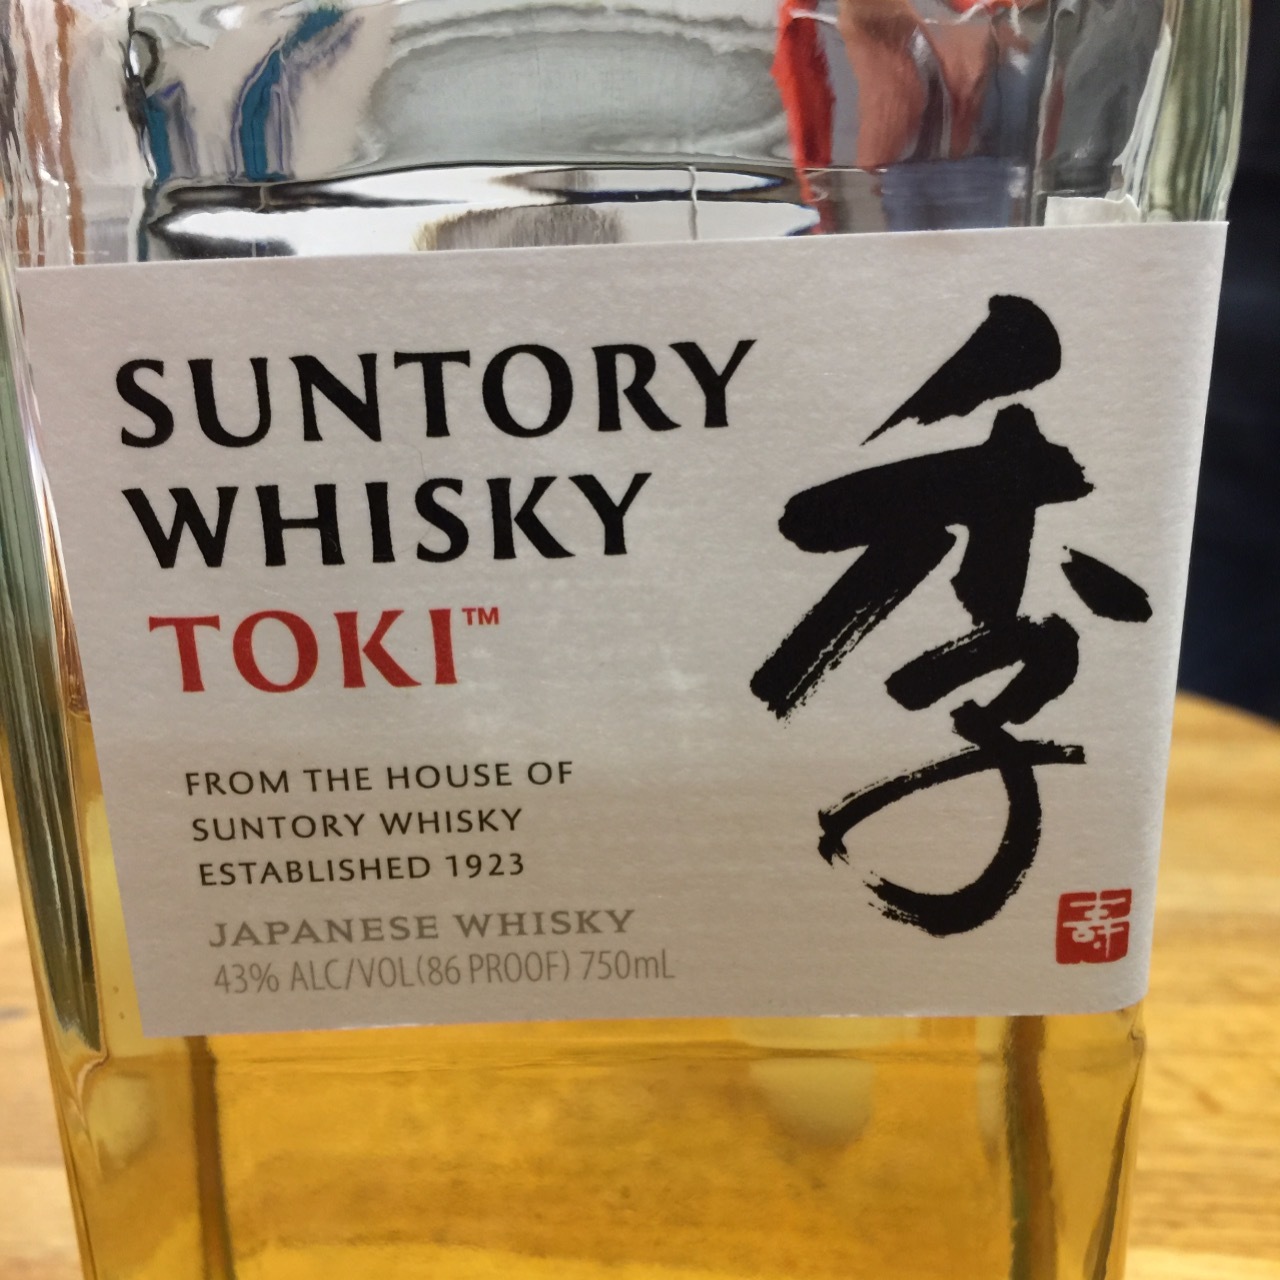 SUNTORY
WHISKY
TOKI™
FROM THE HOUSE OF
SUNTORY WHISKY
ESTABLISHED 1923
JAPANESE WHISKY
43% ALC/VOL(86 PROOF) 750mL
季
寿